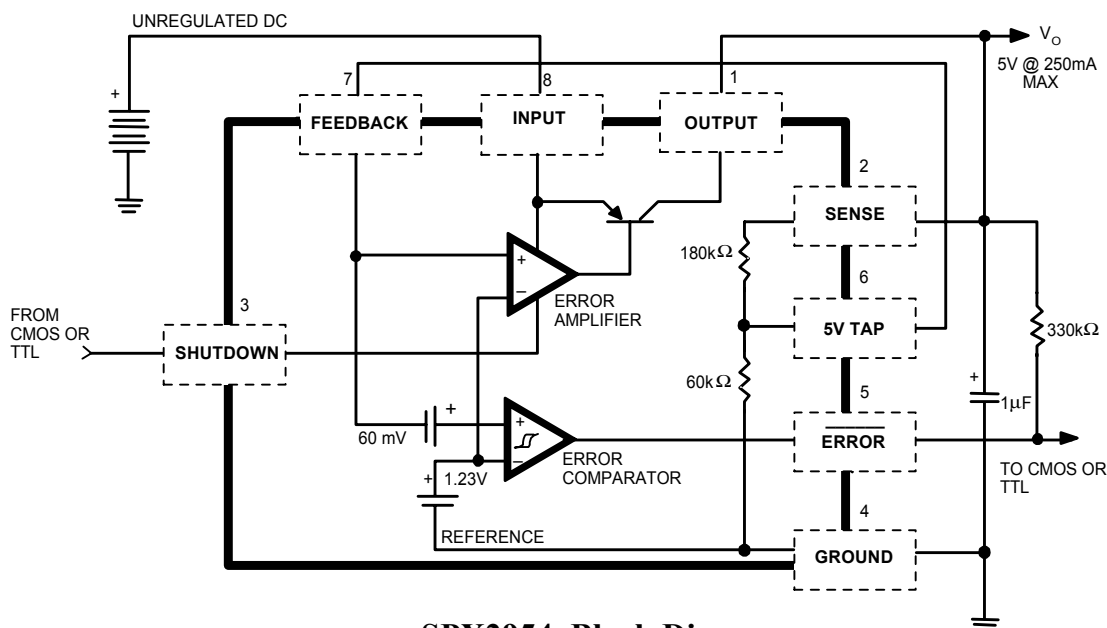 UNREGULATED DC
+
7
8
1
V_O
5V @ 250mA
MAX
FEEDBACK
INPUT
OUTPUT
2
SENSE
180kΩ
+
–
ERROR
AMPLIFIER
6
5V TAP
330kΩ
3
FROM
CMOS OR
TTL
SHUTDOWN
60kΩ
5
+
1µF
60 mV
+
+
–
ERROR
COMPARATOR
ERROR
TO CMOS OR
TTL
+
1.23V
4
REFERENCE
GROUND